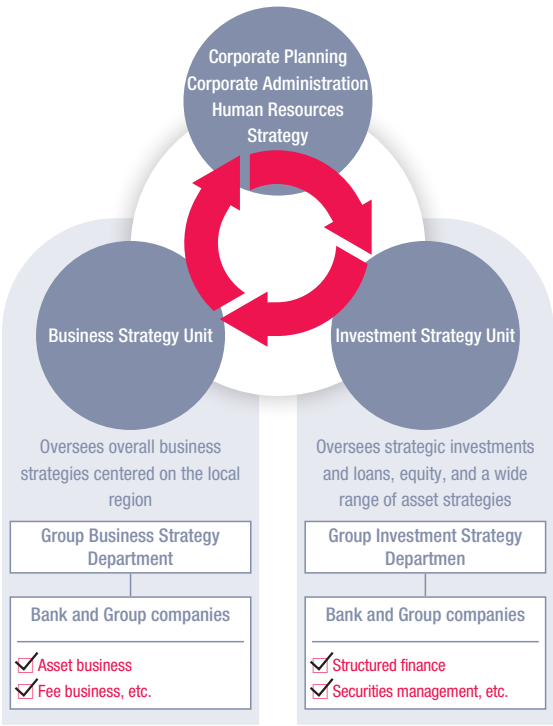 Corporate Planning
Corporate Administration
Human Resources
Strategy
Business Strategy Unit
Oversees overall business
strategies centered on the local
region
Group Business Strategy
Department
Bank and Group companies
Asset business
Fee business, etc.
Investment Strategy Unit
Oversees strategic investments
and loans, equity, and a wide
range of asset strategies
Group Investment Strategy
Departmen
Bank and Group companies
Structured finance
Securities management, etc.